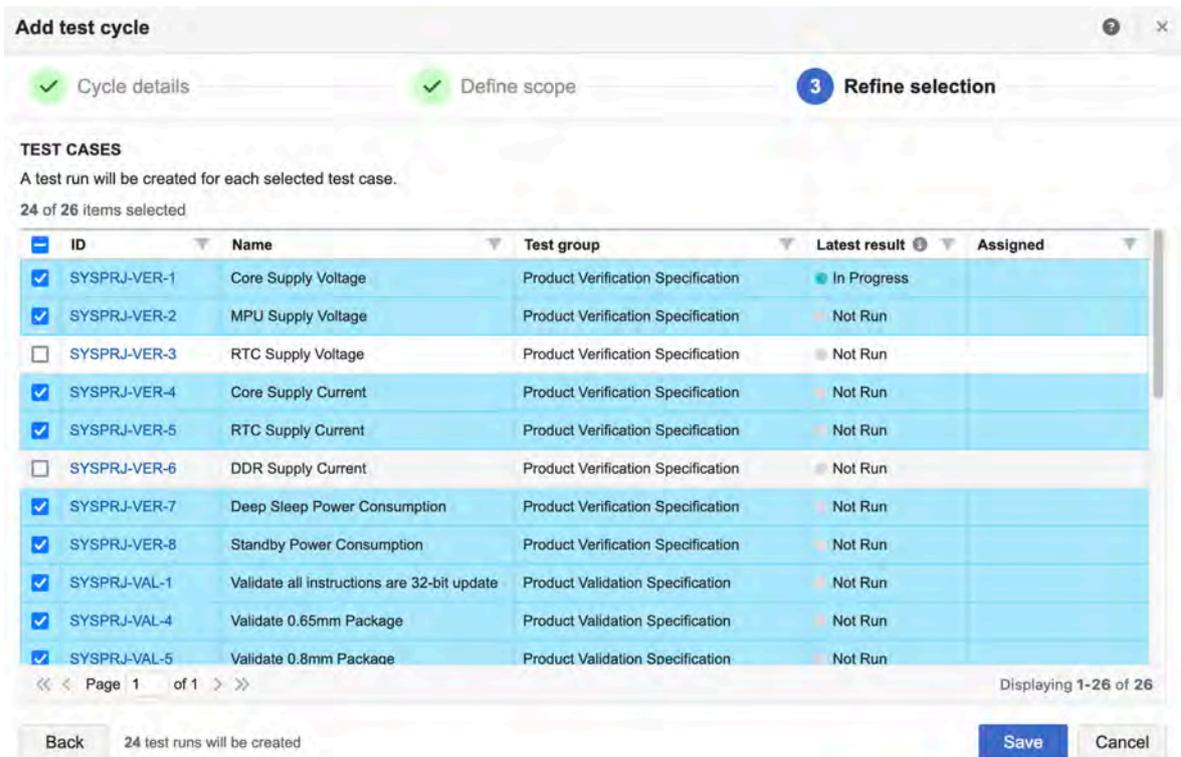 Add test cycle
Cycle details
Define scope
3 Refine selection
TEST CASES
A test run will be created for each selected test case.
24 of 26 items selected
ID Name Test group Latest result Assigned
SYSPRJ-VER-1 Core Supply Voltage Product Verification Specification In Progress
SYSPRJ-VER-2 MPU Supply Voltage Product Verification Specification Not Run
SYSPRJ-VER-3 RTC Supply Voltage Product Verification Specification Not Run
SYSPRJ-VER-4 Core Supply Current Product Verification Specification Not Run
SYSPRJ-VER-5 RTC Supply Current Product Verification Specification Not Run
SYSPRJ-VER-6 DDR Supply Current Product Verification Specification Not Run
SYSPRJ-VER-7 Deep Sleep Power Consumption Product Verification Specification Not Run
SYSPRJ-VER-8 Standby Power Consumption Product Verification Specification Not Run
SYSPRJ-VAL-1 Validate all instructions are 32-bit update Product Validation Specification Not Run
SYSPRJ-VAL-4 Validate 0.65mm Package Product Validation Specification Not Run
SYSPRJ-VAL-5 Validate 0.8mm Package Product Validation Specification Not Run
Page 1 of 1 Displaying 1-26 of 26
Back 24 test runs will be created Save Cancel